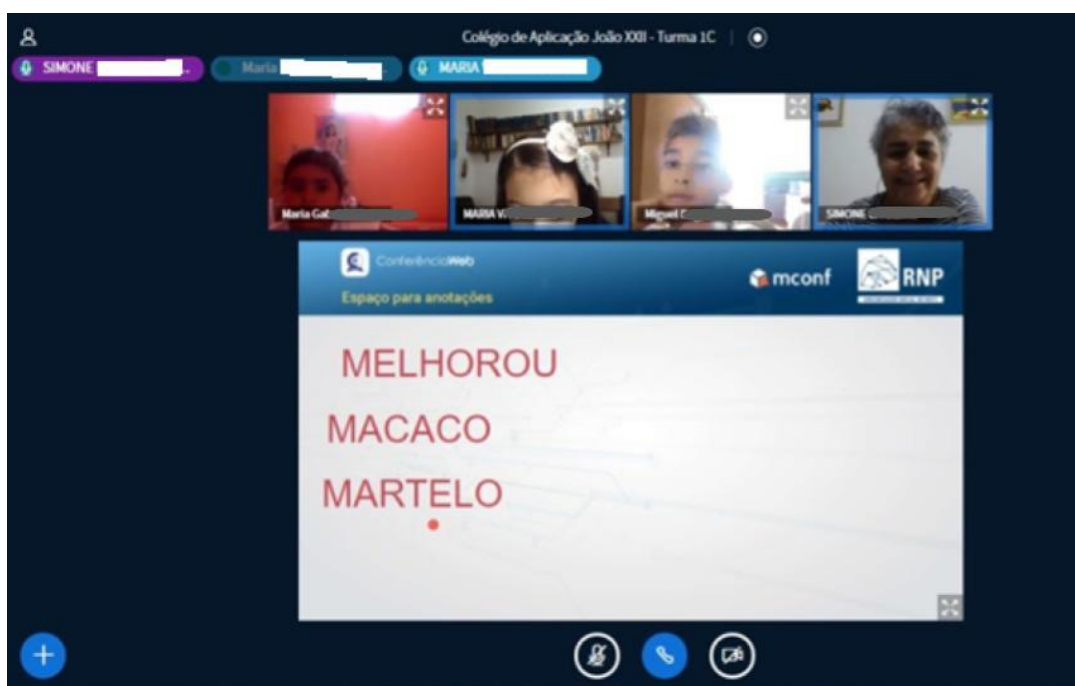 Colégio de Aplicação João XXIII - Turma 1C
SIMONE
Maria
MARIA
Maria Gab
MARIA V
Miguel
SIMONE
ConferênciaWeb
mconf
RNP
Espaço para anotações
MELHOROU
MACACO
MARTELO